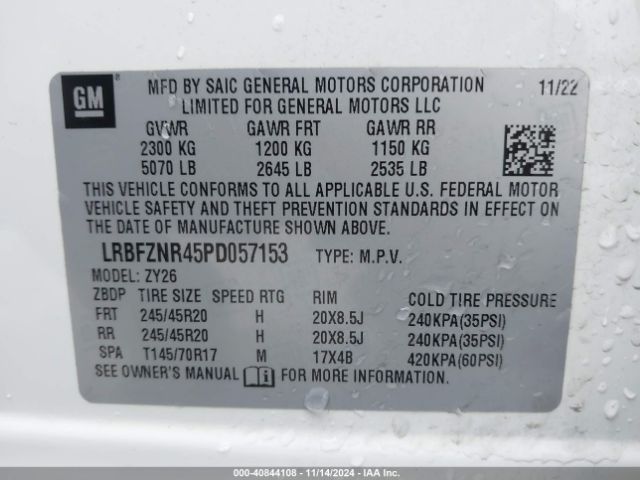 GM
MFD BY SAIC GENERAL MOTORS CORPORATION 11/22
LIMITED FOR GENERAL MOTORS LLC
GVWR GAWR FRT GAWR RR
2300 KG 1200 KG 1150 KG
5070 LB 2645 LB 2535 LB
THIS VEHICLE CONFORMS TO ALL APPLICABLE U.S. FEDERAL MOTOR
VEHICLE SAFETY AND THEFT PREVENTION STANDARDS IN EFFECT ON
THE DATE OF MANUFACTURE SHOWN ABOVE.
LRBFZNR45PD057153 TYPE: M.P.V.
MODEL: ZY26
ZBDP TIRE SIZE SPEED RTG RIM COLD TIRE PRESSURE
FRT 245/45R20 H 20X8.5J 240KPA(35PSI)
RR 245/45R20 H 20X8.5J 240KPA(35PSI)
SPA T145/70R17 M 17X4B 420KPA(60PSI)
SEE OWNER'S MANUAL FOR MORE INFORMATION
000-40844108 - 11/14/2024 - IAA Inc.